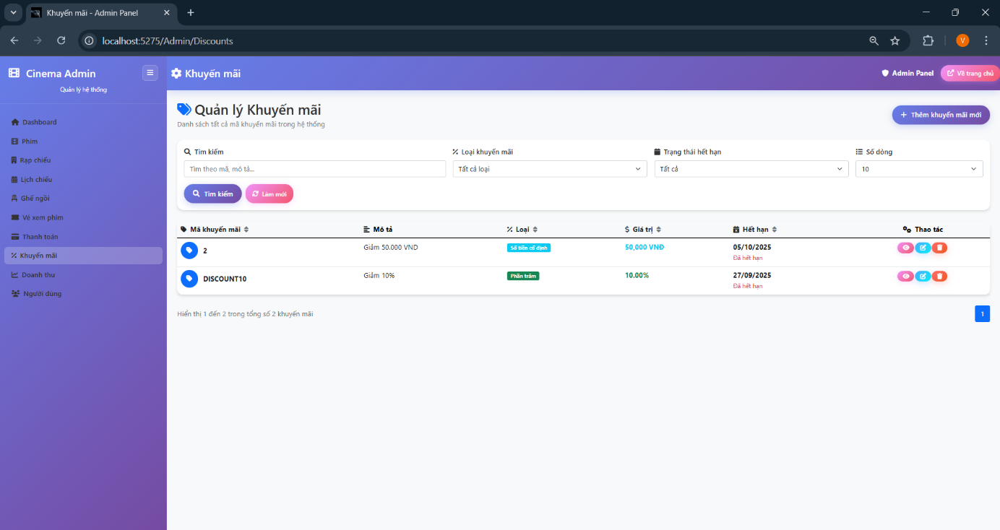 Khuyến mãi - Admin Panel
localhost:5275/Admin/Discounts
V
Cinema Admin
Quản lý hệ thống
Khuyến mãi
Admin Panel
Về trang chủ
Dashboard
Phim
Rạp chiếu
Lịch chiếu
Ghế ngồi
Vé xem phim
Thanh toán
Khuyến mãi
Doanh thu
Người dùng
Quản lý Khuyến mãi
Danh sách tất cả mã khuyến mãi trong hệ thống
Thêm khuyến mãi mới
Tìm kiếm
Loại khuyến mãi
Trạng thái hết hạn
Số dòng
Tìm theo mã, mô tả...
Tất cả loại
Tất cả
10
Tìm kiếm
Làm mới
Mã khuyến mãi
Mô tả
Loại
Giá trị
Hết hạn
Thao tác
2
Giảm 50.000 VND
Số tiền cố định
50,000 VNĐ
05/10/2025
Đã hết hạn
DISCOUNT10
Giảm 10%
Phần trăm
10.00%
27/09/2025
Đã hết hạn
Hiển thị 1 đến 2 trong tổng số 2 khuyến mãi
1